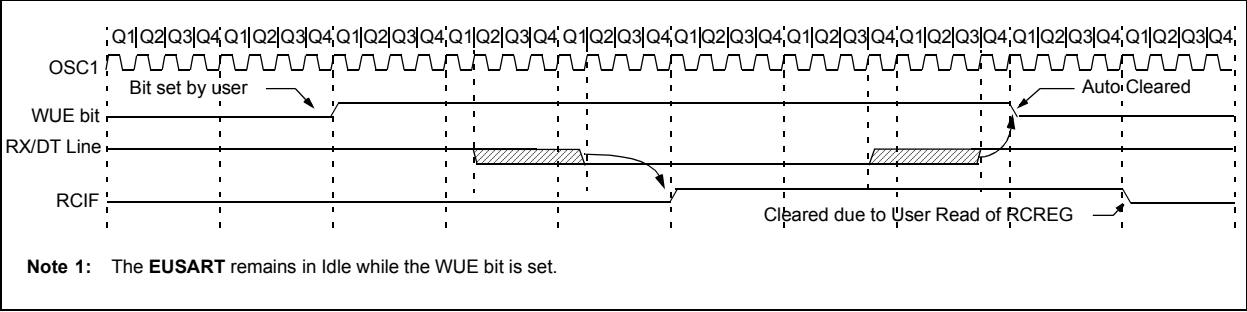 Q1 Q2 Q3 Q4 Q1 Q2 Q3 Q4 Q1 Q2 Q3 Q4 Q1 Q2 Q3 Q4 Q1 Q2 Q3 Q4 Q1 Q2 Q3 Q4 Q1 Q2 Q3 Q4 Q1 Q2 Q3 Q4 Q1 Q2 Q3 Q4 Q1 Q2 Q3 Q4
OSC1
Bit set by user
Auto Cleared
WUE bit
RX/DT Line
RCIF
Cleared due to User Read of RCREG
Note 1: The EUSART remains in Idle while the WUE bit is set.